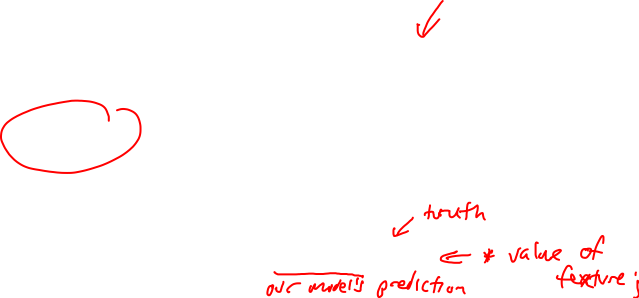 truth
* value of
feature j
our model's prediction